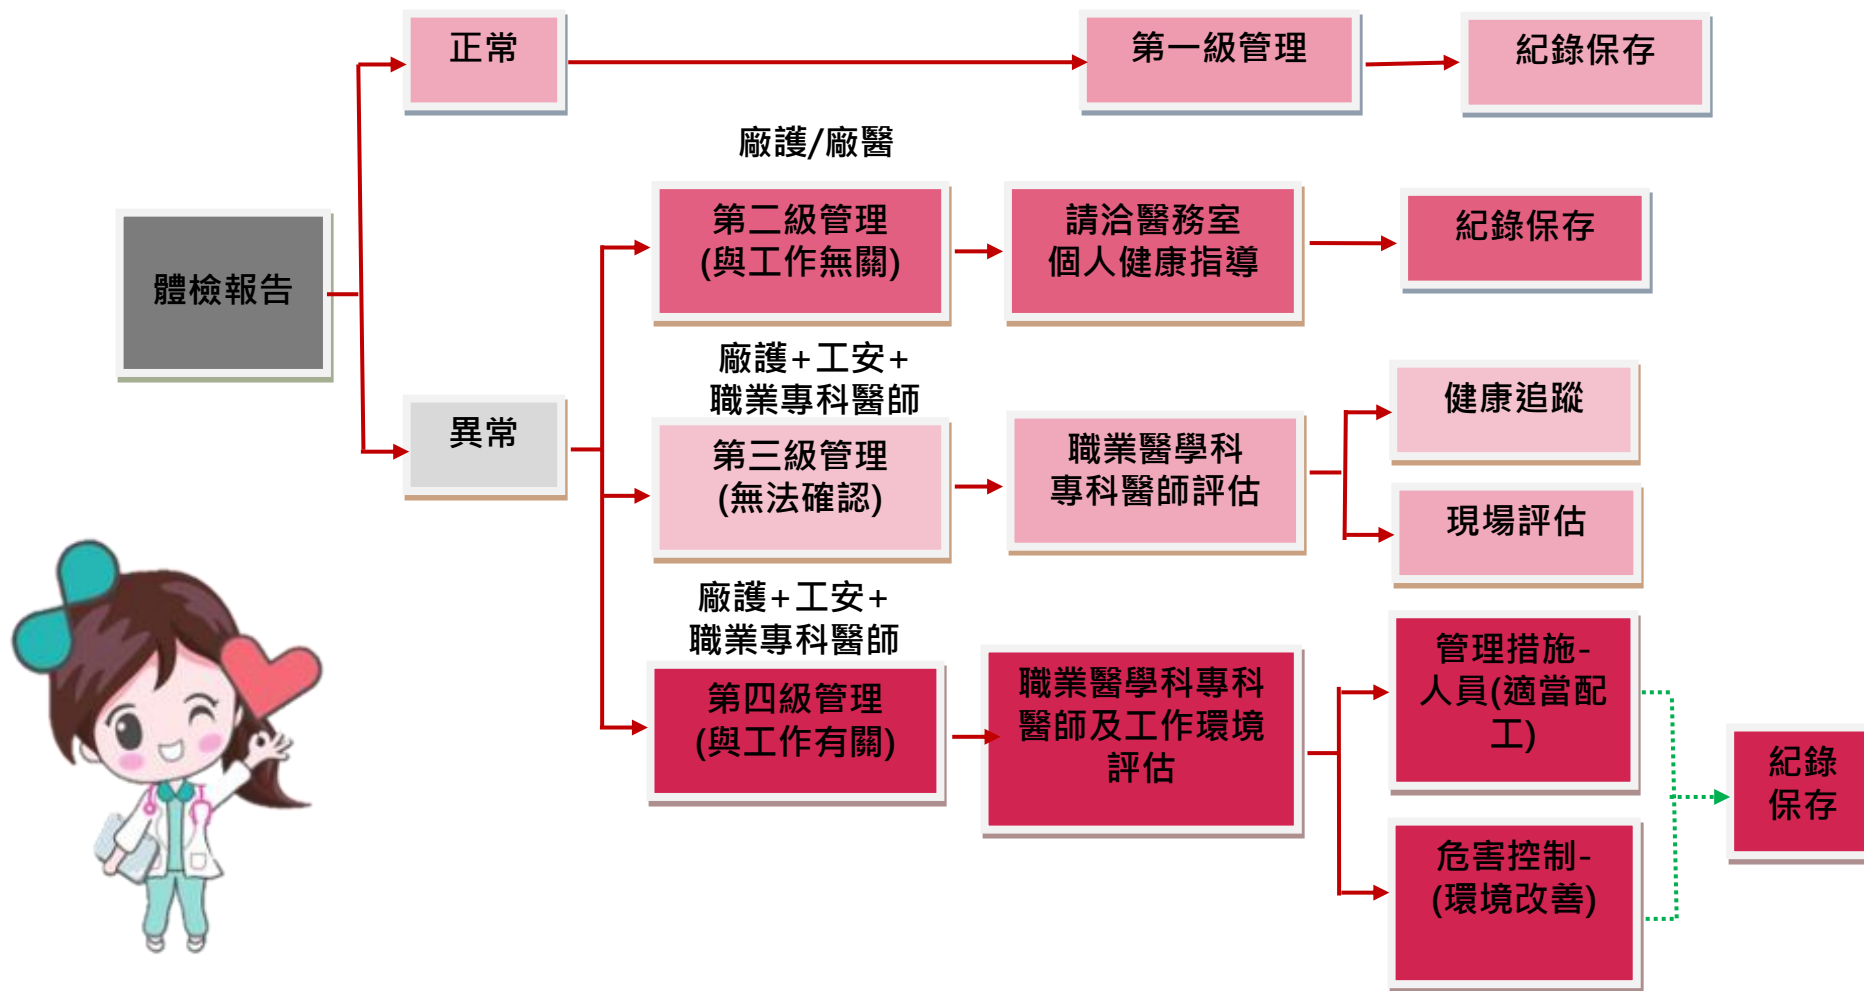 正常
第一級管理
紀錄保存
廠護/廠醫
體檢報告
第二級管理
(與工作無關)
請洽醫務室
個人健康指導
紀錄保存
廠護+工安+
職業專科醫師
異常
第三級管理
(無法確認)
職業醫學科
專科醫師評估
健康追蹤
現場評估
廠護+工安+
職業專科醫師
第四級管理
(與工作有關)
職業醫學科專科
醫師及工作環境
評估
管理措施-
人員(適當配
工)
危害控制-
(環境改善)
紀錄
保存